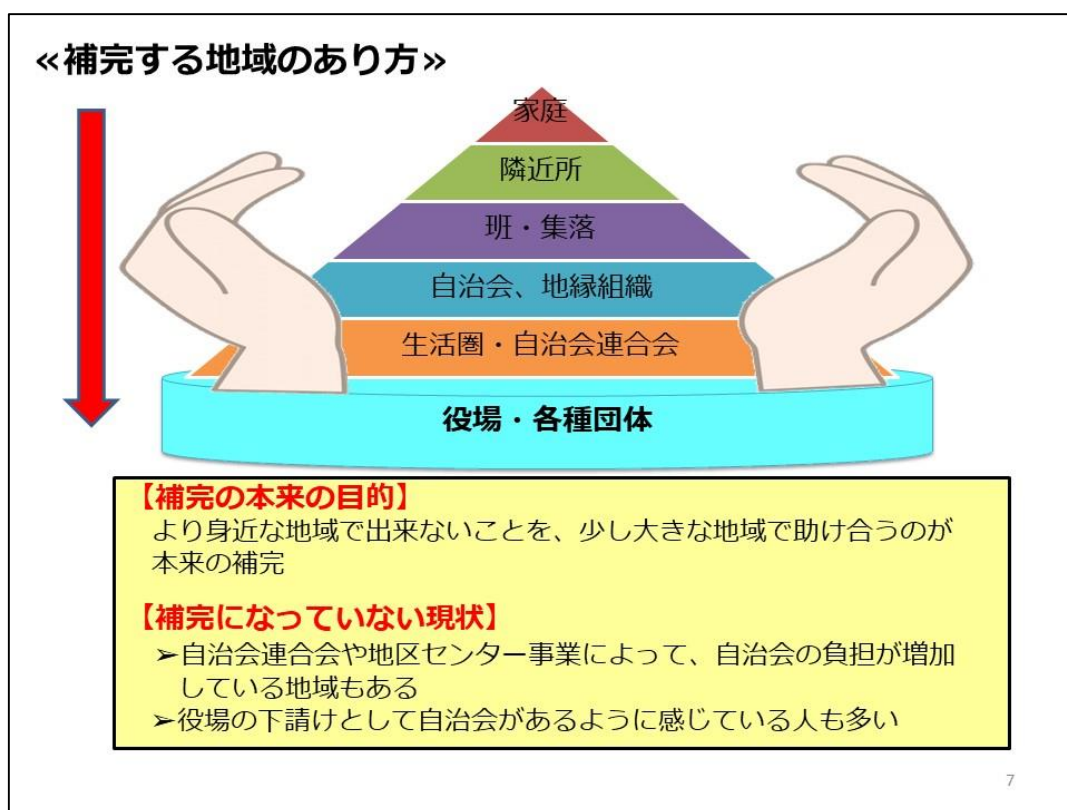 ≪補完する地域のあり方≫
家庭
隣近所
班・集落
自治会、地縁組織
生活圏・自治会連合会
役場・各種団体
【補完の本来の目的】
より身近な地域で出来ないことを、少し大きな地域で助け合うのが
本来の補完
【補完になっていない現状】
➢自治会連合会や地区センター事業によって、自治会の負担が増加
している地域もある
➢役場の下請けとして自治会があるように感じている人も多い
7